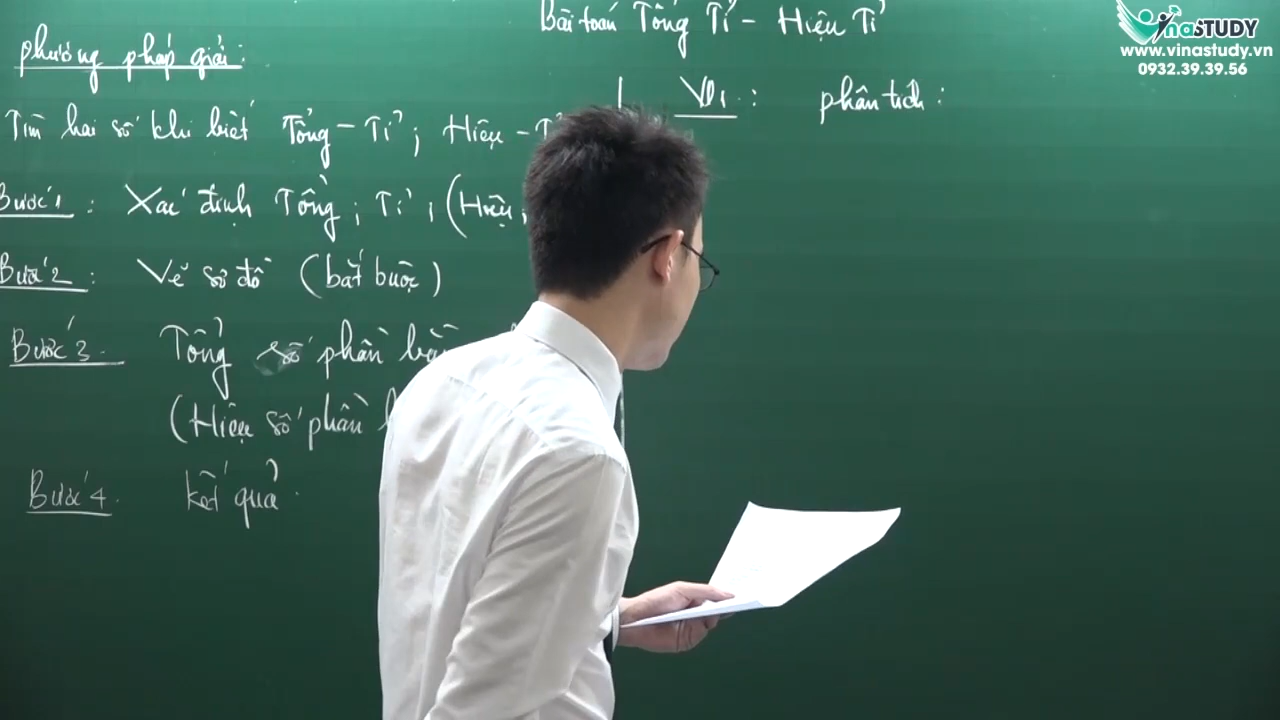 Bài toán Tổng Tỉ - Hiệu Tỉ
phương pháp giải:
Tìm hai số khi biết Tổng - Tỉ; Hiệu - Tỉ
Bước 1: Xác định Tổng; Tỉ; (Hiệu;
Bước 2: Vẽ sơ đồ (bắt buộc)
Bước 3 Tổng số phần
(Hiệu số phần
Bước 4. kết quả.
VD1: phân tích:
VinaSTUDY
www.vinastudy.vn
0932.39.39.56